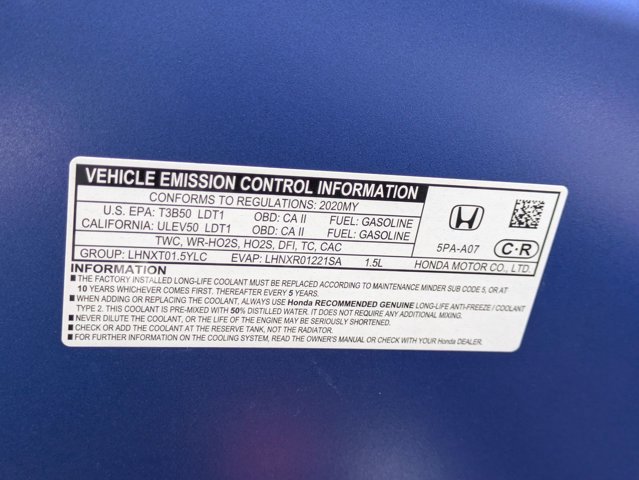 VEHICLE EMISSION CONTROL INFORMATION
CONFORMS TO REGULATIONS: 2020MY
U.S. EPA: T3B50 LDT1 OBD: CA II FUEL: GASOLINE
CALIFORNIA: ULEV50 LDT1 OBD: CA II FUEL: GASOLINE
TWC, WR-HO2S, HO2S, DFI, TC, CAC
GROUP: LHNXT01.5YLC EVAP: LHNXR01221SA 1.5L
5PA-A07 C·R
HONDA MOTOR CO., LTD.
INFORMATION
■ THE FACTORY INSTALLED LONG-LIFE COOLANT MUST BE REPLACED ACCORDING TO MAINTENANCE MINDER SUB CODE 5, OR AT
10 YEARS WHICHEVER COMES FIRST, THEREAFTER EVERY 5 YEARS.
■ WHEN ADDING OR REPLACING THE COOLANT, ALWAYS USE Honda RECOMMENDED GENUINE LONG-LIFE ANTI-FREEZE / COOLANT
TYPE 2. THIS COOLANT IS PRE-MIXED WITH 50% DISTILLED WATER. IT DOES NOT REQUIRE ANY ADDITIONAL MIXING.
■ NEVER DILUTE THE COOLANT, OR THE LIFE OF THE ENGINE MAY BE SERIOUSLY SHORTENED.
■ CHECK OR ADD THE COOLANT AT THE RESERVE TANK, NOT THE RADIATOR.
■ FOR FURTHER INFORMATION ON THE COOLING SYSTEM, READ THE OWNER'S MANUAL OR CHECK WITH YOUR Honda DEALER.